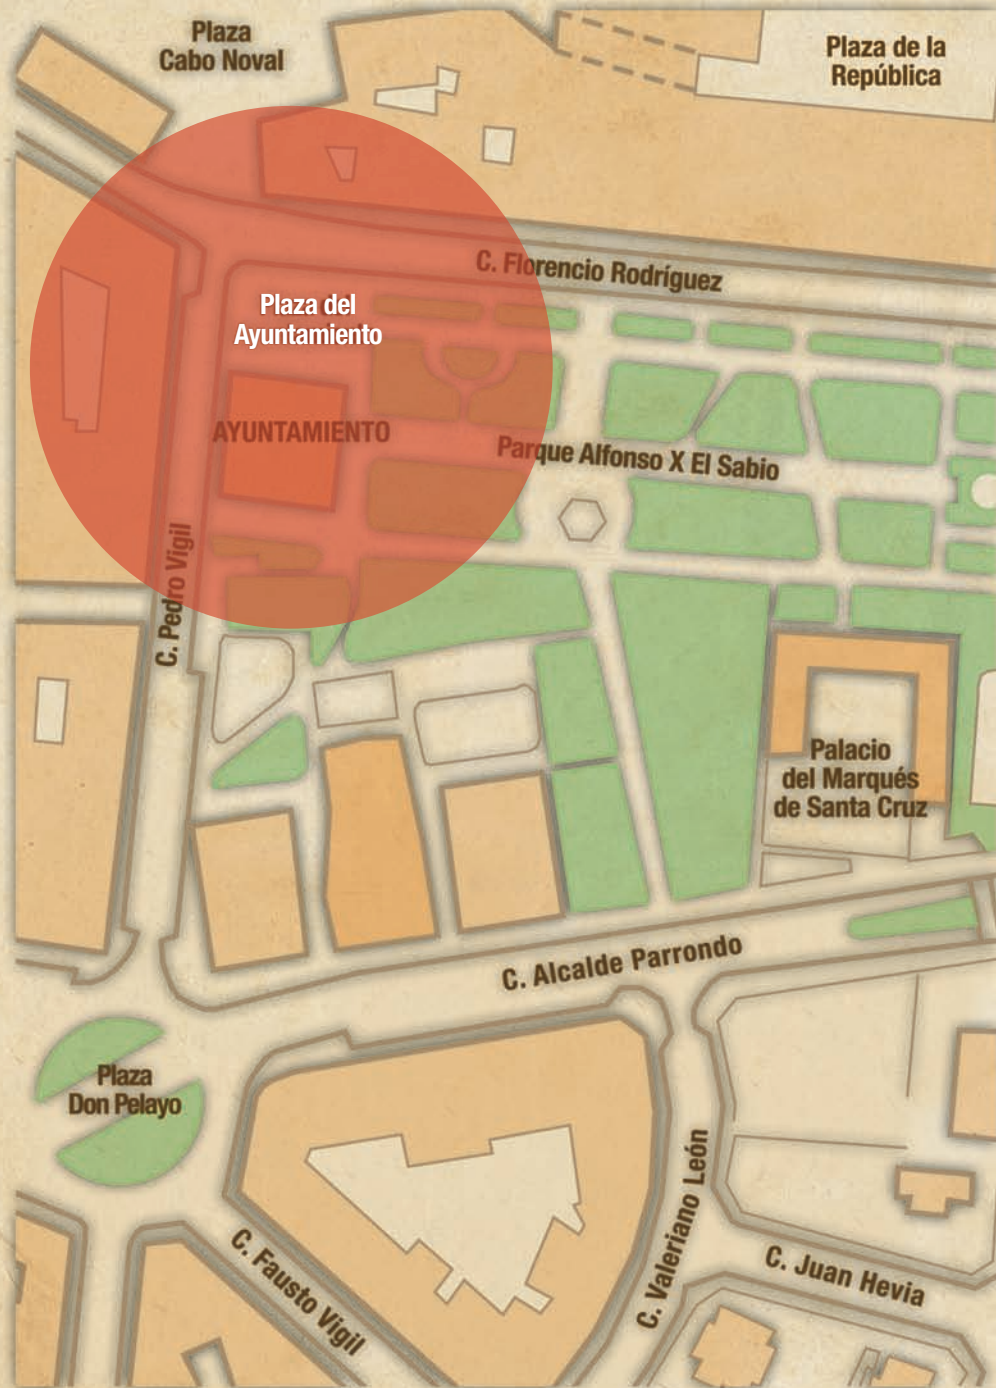 Plaza
Cabo Noval
Plaza de la
República
C. Florencio Rodríguez
Plaza del
Ayuntamiento
AYUNTAMIENTO
Parque Alfonso X El Sabio
C. Pedro Vigil
Palacio
del Marqués
de Santa Cruz
C. Alcalde Parrondo
Plaza
Don Pelayo
C. Valeriano León
C. Fausto Vigil
C. Juan Hevia